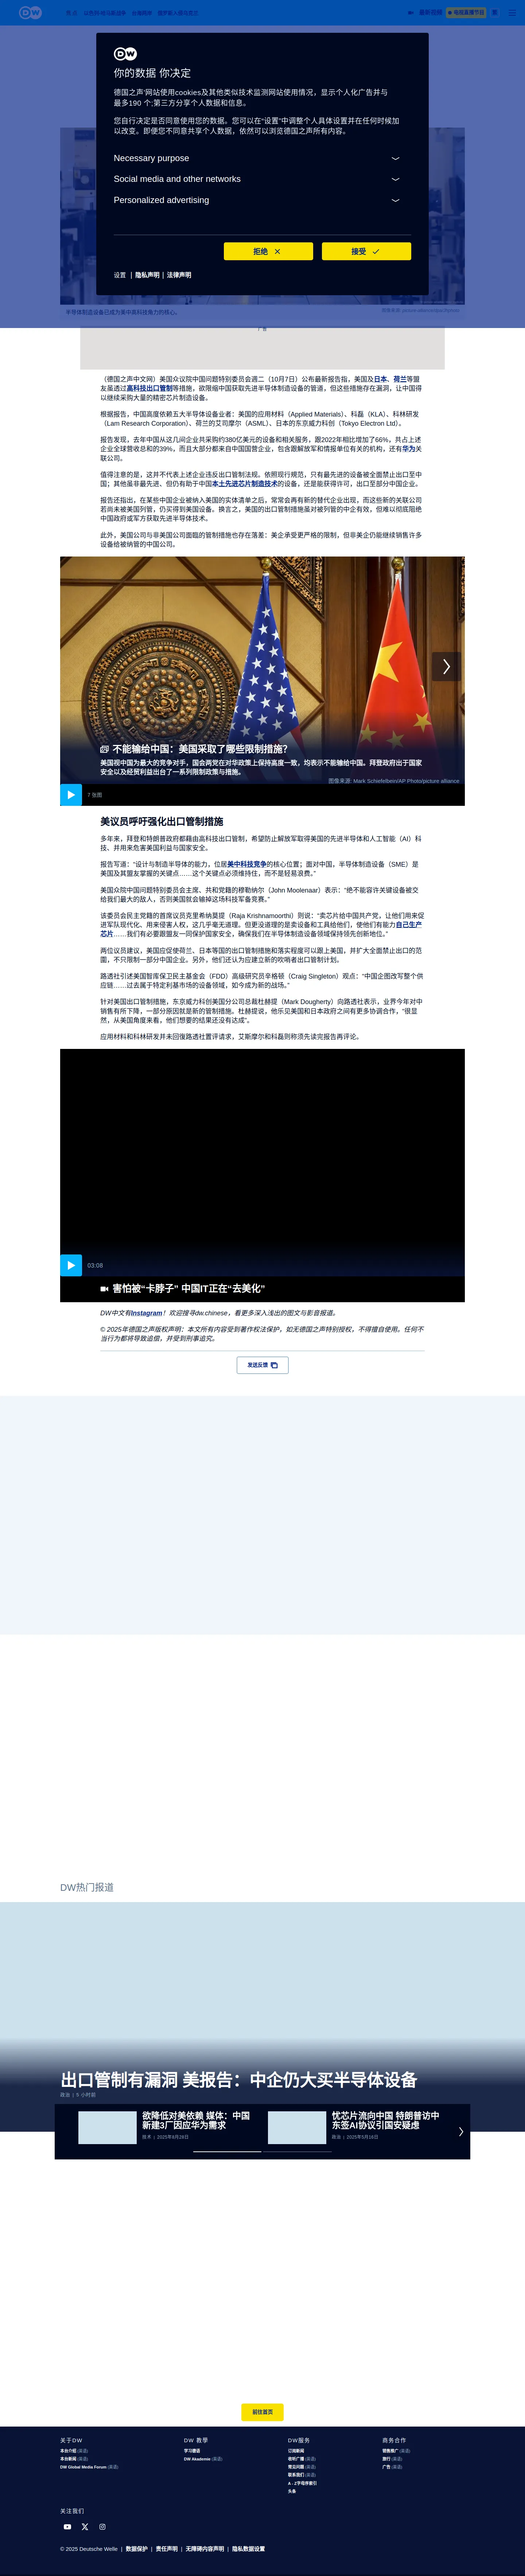 DW
你的数据 你决定
德国之声’网站使用cookies及其他类似技术监测网站使用情况，显示个人化广告并与
最多190 个;第三方分享个人数据和信息。
您自行决定是否同意使用您的数据。您可以在“设置”中调整个人具体设置并在任何时候加
以改变。即便您不同意共享个人数据，依然可以浏览德国之声所有内容。
Necessary purpose
Social media and other networks
Personalized advertising
拒绝
接受
设置 | 隐私声明 | 法律声明
半导体制造设备已成为美中高科技角力的核心。
广告
（德国之声中文网）美国众议院中国问题特别委员会週二（10月7日）公布最新报告指，美国及日本、荷兰等盟
友虽透过高科技出口管制等措施，欲限缩中国获取先进半导体制造设备的管道，但这些措施存在漏洞，让中国得
以继续采购大量的精密芯片制造设备。
根据报告，中国高度依赖五大半导体设备业者：美国的应用材料（Applied Materials）、科磊（KLA）、科林研发
（Lam Research Corporation）、荷兰的艾司摩尔（ASML）、日本的东京威力科创（Tokyo Electron Ltd）。
报告发现，去年中国从这几间企业共采购约380亿美元的设备和相关服务，跟2022年相比增加了66%，共占上述
企业全球营收总和的39%，而且大部分都来自中国国营企业，包含跟解放军和情报单位有关的机构，还有华为关
联公司。
值得注意的是，这并不代表上述企业违反出口管制法规。依照现行规范，只有最先进的设备被全面禁止出口至中
国；其他虽非最先进、但仍有助于中国本土先进芯片制造技术的设备，还是能获得许可，出口至部分中国企业。
报告还指出，在某些中国企业被纳入美国的实体清单之后，常常会再有新的替代企业出现，而这些新的关联公司
若尚未被美国列管，仍买得到美国设备。换言之，美国的出口管制措施虽对被列管的中企有效，但难以彻底阻绝
中国政府或军方获取先进半导体技术。
此外，美国公司与非美国公司面临的管制措施也存在落差：美企承受更严格的限制，但非美企仍能继续销售许多
设备给被纳管的中国公司。
不能输给中国：美国采取了哪些限制措施？
美国视中国为最大的竞争对手，国会两党在对华政策上保持高度一致，均表示不能输给中国。拜登政府出于国家
安全以及经贸利益出台了一系列限制政策与措施。
图像来源: Mark Schiefelbein/AP Photo/picture alliance
7 张图
美议员呼吁强化出口管制措施
多年来，拜登和特朗普政府都藉由高科技出口管制，希望防止解放军取得美国的先进半导体和人工智能（AI）科
技、并用来危害美国利益与国家安全。
报告写道：“设计与制造半导体的能力，位居美中科技竞争的核心位置；面对中国，半导体制造设备（SME）是
美国及其盟友掌握的关键点……这个关键点必须维持住，而不是轻易浪费。”
美国众院中国问题特别委员会主席、共和党籍的穆勒纳尔（John Moolenaar）表示：“绝不能容许关键设备被交
给我们最大的敌人，否则美国就会输掉这场科技军备竞赛。”
该委员会民主党籍的首席议员克里希纳莫提（Raja Krishnamoorthi）则说：“卖芯片给中国共产党，让他们用来促
进军队现代化、用来侵害人权，这几乎毫无道理。但更没道理的是卖设备和工具给他们，使他们有能力自己生产
芯片……我们有必要跟盟友一同保护国家安全，确保我们在半导体制造设备领域保持领先创新地位。”
两位议员建议，美国应促使荷兰、日本等国的出口管制措施和落实程度可以跟上美国，并扩大全面禁止出口的范
围，不只限制一部分中国企业。另外，他们还认为应建立新的吹哨者出口管制计划。
路透社引述美国智库保卫民主基金会（FDD）高级研究员辛格顿（Craig Singleton）观点：“中国企图改写整个供
应链……过去属于特定利基市场的设备领域，如今成为新的战场。”
针对美国出口管制措施，东京威力科创美国分公司总裁杜赫提（Mark Dougherty）向路透社表示，业界今年对中
销售有所下降，一部分原因就是新的管制措施。杜赫提说，他乐见美国和日本政府之间有更多协调合作，“很显
然，从美国角度来看，他们想要的结果还没有达成”。
应用材料和科林研发并未回復路透社置评请求，艾斯摩尔和科磊则称须先读完报告再评论。
03:08
害怕被“卡脖子” 中国IT正在“去美化”
DW中文有Instagram！欢迎搜寻dw.chinese，看更多深入浅出的图文与影音报道。
© 2025年德国之声版权声明：本文所有内容受到著作权法保护，如无德国之声特别授权，不得擅自使用。任何不
当行为都将导致追偿，并受到刑事追究。
发送反馈
DW热门报道
出口管制有漏洞 美报告：中企仍大买半导体设备
政治 | 9 小时前
欲降低对美依赖 媒体：中国
新建3厂因应华为需求
技术 | 2025年8月28日
忧芯片流向中国 特朗普访中
东签AI协议引国安疑虑
政治 | 2025年5月16日
前往首页
关于DW
本台介绍 (英语)
本台新闻 (英语)
DW Global Media Forum (英语)
DW 教學
学习德语
DW Akademie (英语)
DW服务
订阅新闻
收听广播 (英语)
常见问题 (英语)
联系我们 (英语)
A - Z字母序索引
头条
商务合作
销售推广 (英语)
旅行 (英语)
广告 (英语)
关注我们
© 2025 Deutsche Welle | 数据保护 | 责任声明 | 无障碍内容声明 | 隐私数据设置